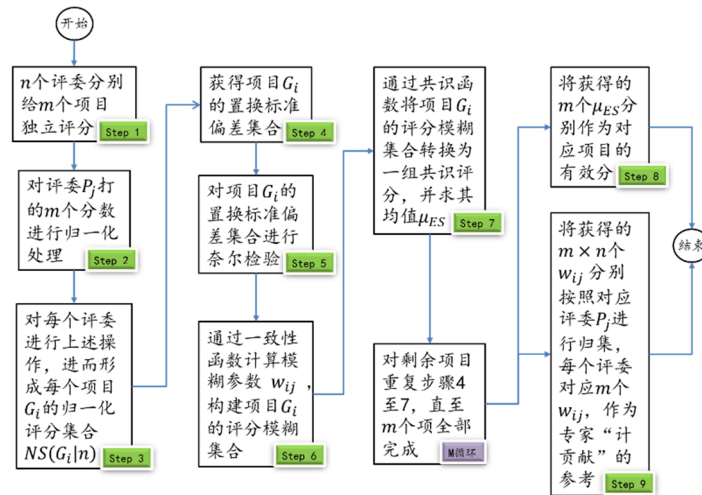 开始
n个评委分别
给m个项目
独立评分
Step 1
对评委Pj打
的m个分数
进行归一化
处理
Step 2
对每个评委
进行上述操
作，进而形
成每个项目
Gi的归一化
评分集合
NS(Gi|n)
Step 3
获得项目Gi
的置换标准
偏差集合
Step 4
对项目Gi的
置换标准偏
差集合进行
奈尔检验
Step 5
通过一致性
函数计算模
糊参数 wij，
构建项目Gi
的评分模糊
集合
Step 6
通过共识函
数将项目Gi
的评分模糊
集合转换为
一组共识评
分，并求其
均值μES
Step 7
对剩余项目
重复步骤4
至7，直至
m个项全部
完成
M循环
将获得的
m个μES分
别作为对
应项目的
有效分
Step 8
将获得的
m × n个
wij分别
按照对应
评委Pj进
行归集，
每个评委
对应m个
wij，作为
专家“计
贡献”的
参考
Step 9
结束